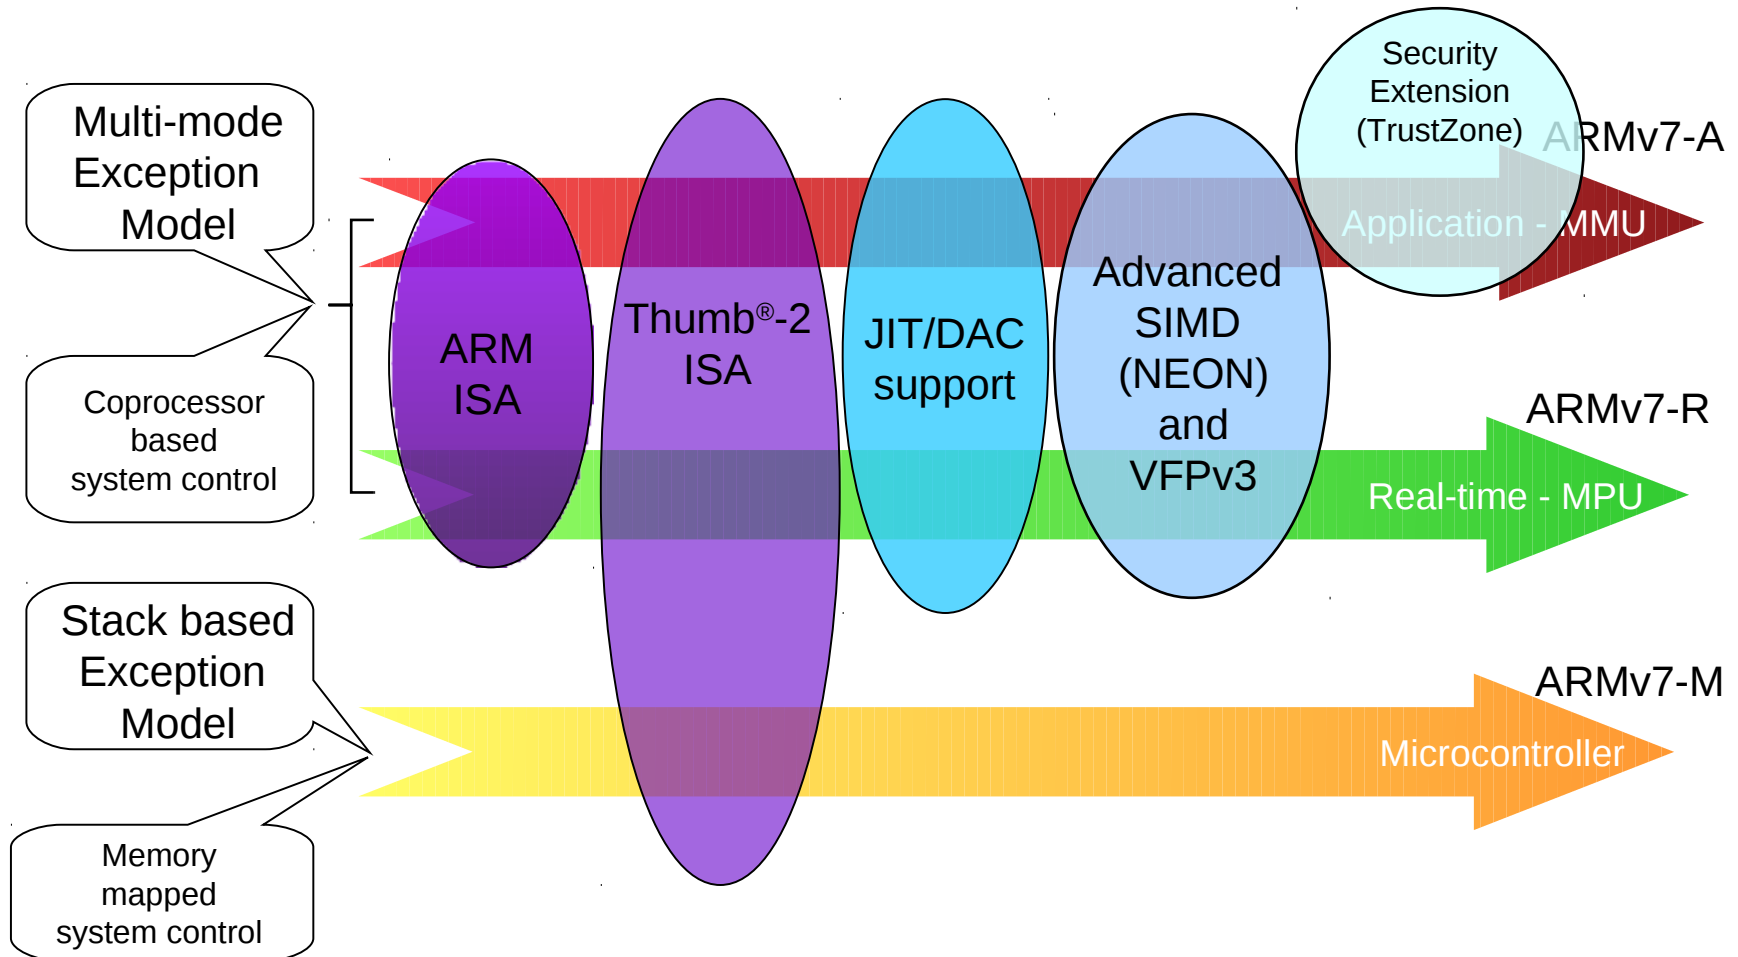 Multi-mode
Exception
Model
Coprocessor
based
system control
Stack based
Exception
Model
Memory
mapped
system control
ARM
ISA
Thumb®-2
ISA
JIT/DAC
support
Advanced
SIMD
(NEON)
and
VFPv3
Security
Extension
(TrustZone)
ARMv7-A
Application - MMU
ARMv7-R
Real-time - MPU
ARMv7-M
Microcontroller